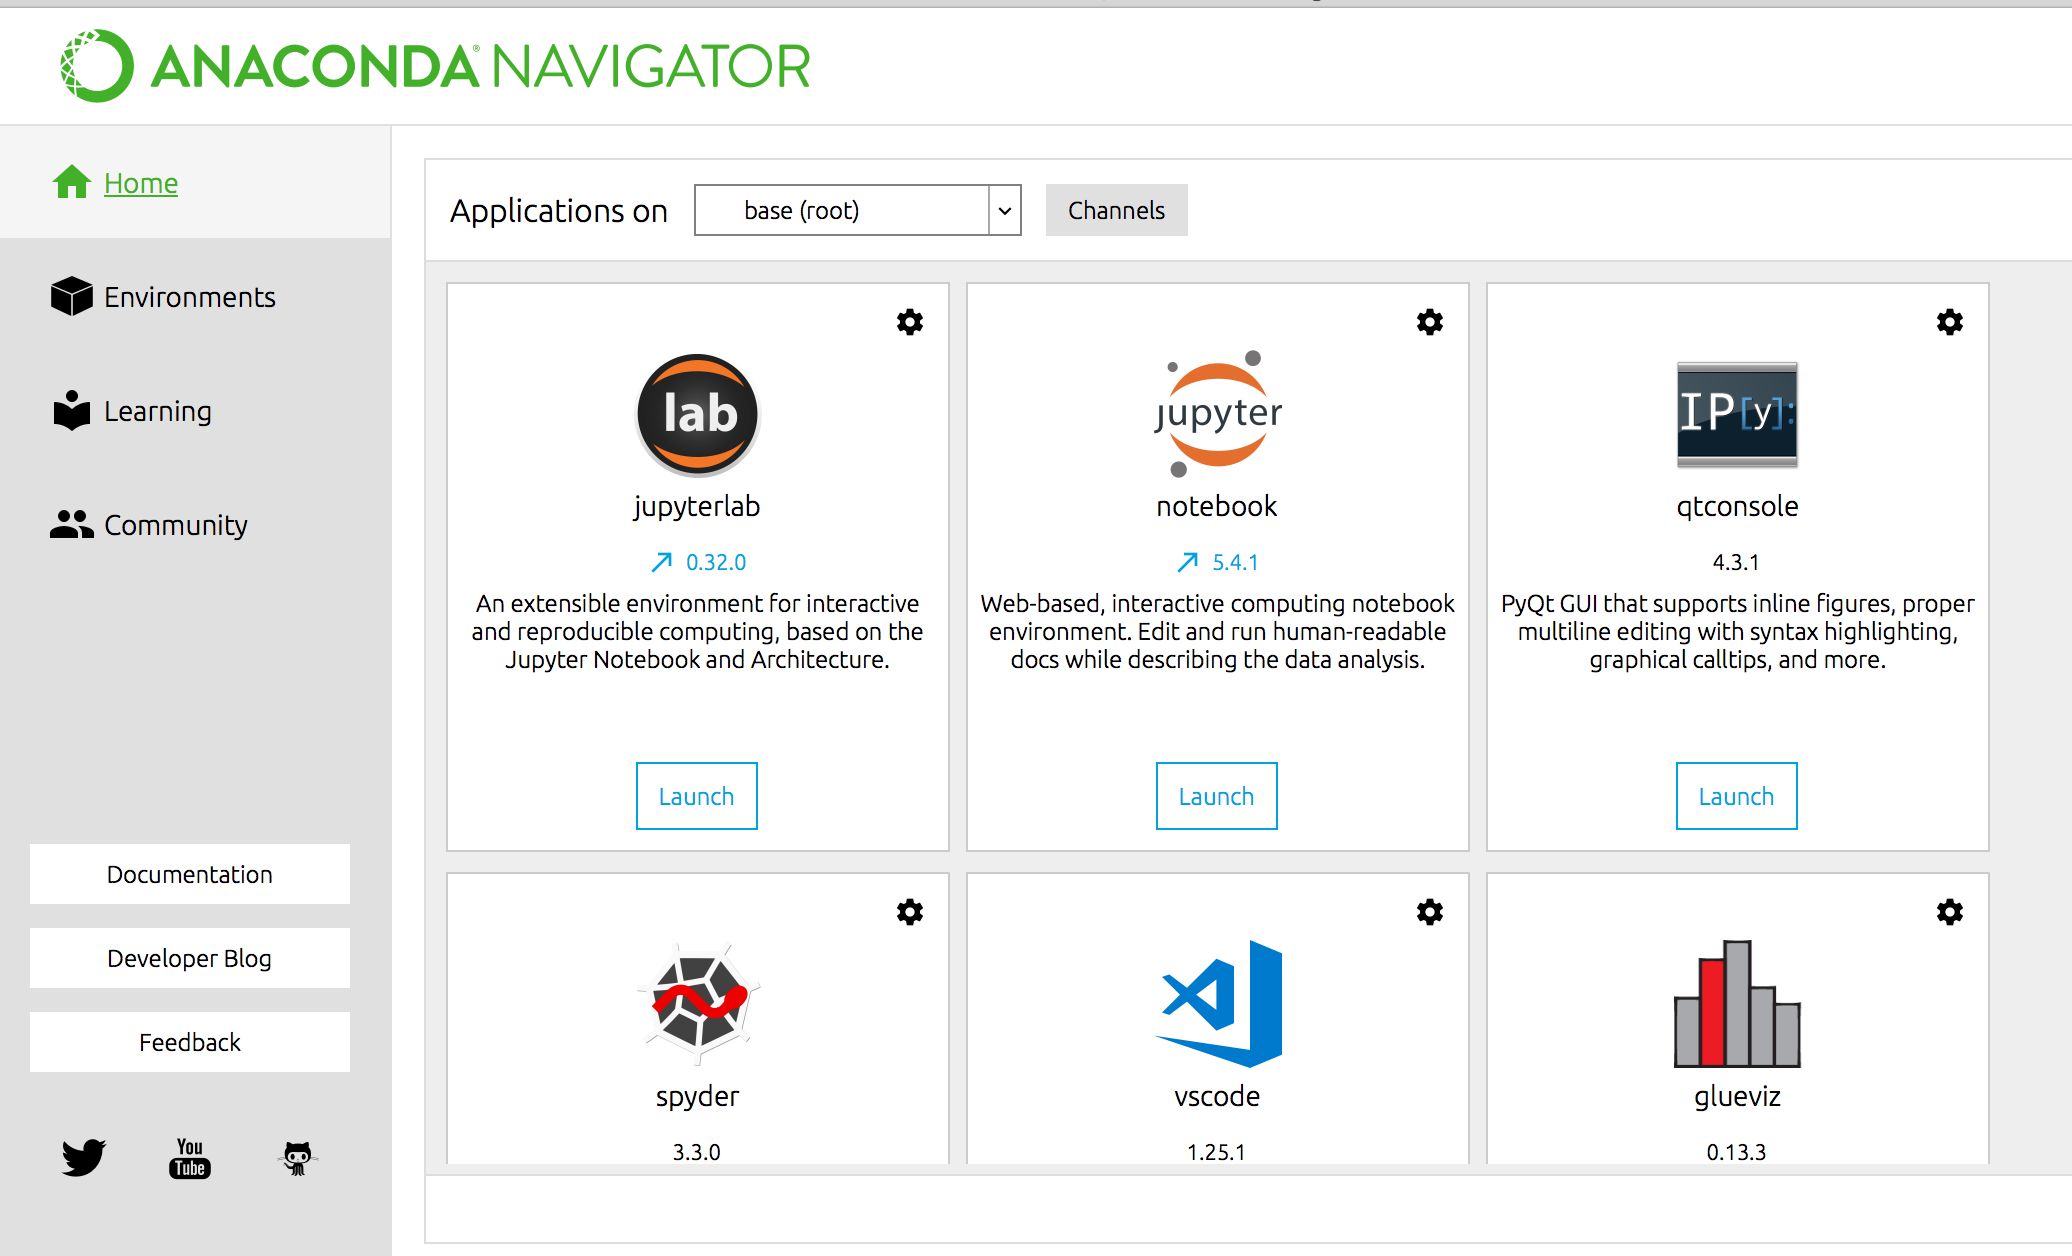 ANACONDA® NAVIGATOR
Home
Environments
Learning
Community
Documentation
Developer Blog
Feedback
You
Tube
Applications on
base (root)
Channels
lab
jupyterlab
0.32.0
An extensible environment for interactive
and reproducible computing, based on the
Jupyter Notebook and Architecture.
Launch
jupyter
notebook
5.4.1
Web-based, interactive computing notebook
environment. Edit and run human-readable
docs while describing the data analysis.
Launch
IP[y]:
qtconsole
4.3.1
PyQt GUI that supports inline figures, proper
multiline editing with syntax highlighting,
graphical calltips, and more.
Launch
spyder
3.3.0
vscode
1.25.1
glueviz
0.13.3